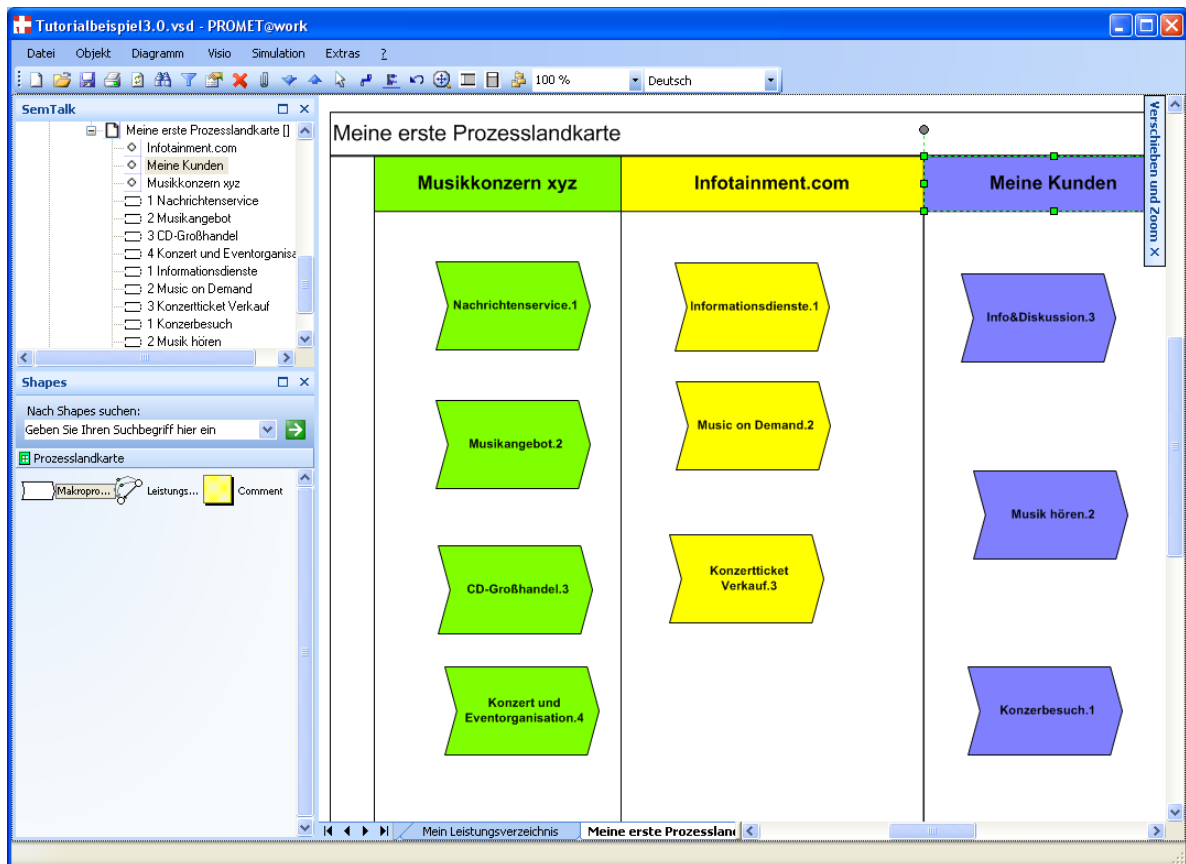 Tutorialbeispiel3.0.vsd - PROMET@work
Datei Objekt Diagramm Visio Simulation Extras ?
100 % Deutsch
SemTalk
Meine erste Prozesslandkarte []
Infotainment.com
Meine Kunden
Musikkonzern xyz
1 Nachrichtenservice
2 Musikangebot
3 CD-Großhandel
4 Konzert und Eventorganisa
1 Informationsdienste
2 Music on Demand
3 Konzertticket Verkauf
1 Konzerbesuch
2 Musik hören
Shapes
Nach Shapes suchen:
Geben Sie Ihren Suchbegriff hier ein
Prozesslandkarte
Makropro... Leistungs... Comment
Meine erste Prozesslandkarte
Musikkonzern xyz Infotainment.com Meine Kunden
Nachrichtenservice.1
Musikangebot.2
CD-Großhandel.3
Konzert und
Eventorganisation.4
Informationsdienste.1
Music on Demand.2
Konzertticket
Verkauf.3
Info&Diskussion.3
Musik hören.2
Konzerbesuch.1
Verschieben und Zoom X
Mein Leistungsverzeichnis Meine erste Prozessland